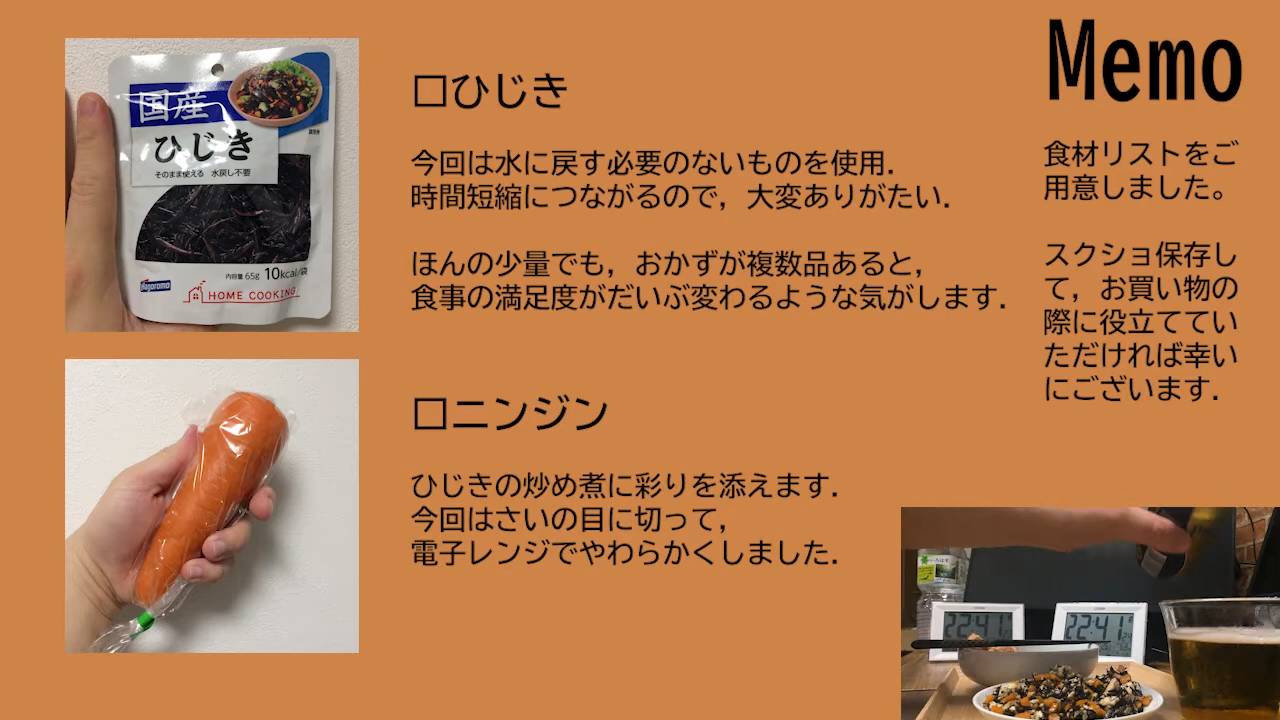 国産
ひじき
そのまま使える 水戻し不要
内容量 65g 10kcal/袋
Hagoromo
HOME COOKING
□ひじき
今回は水に戻す必要のないものを使用.
時間短縮につながるので, 大変ありがたい.
ほんの少量でも, おかずが複数品あると,
食事の満足度がだいぶ変わるような気がします.
□ニンジン
ひじきの炒め煮に彩りを添えます.
今回はさいの目に切って,
電子レンジでやわらかくしました.
Memo
食材リストをご
用意しました。
スクショ保存し
て, お買い物の
際に役立ててい
ただければ幸い
にございます.
22:41
22:41